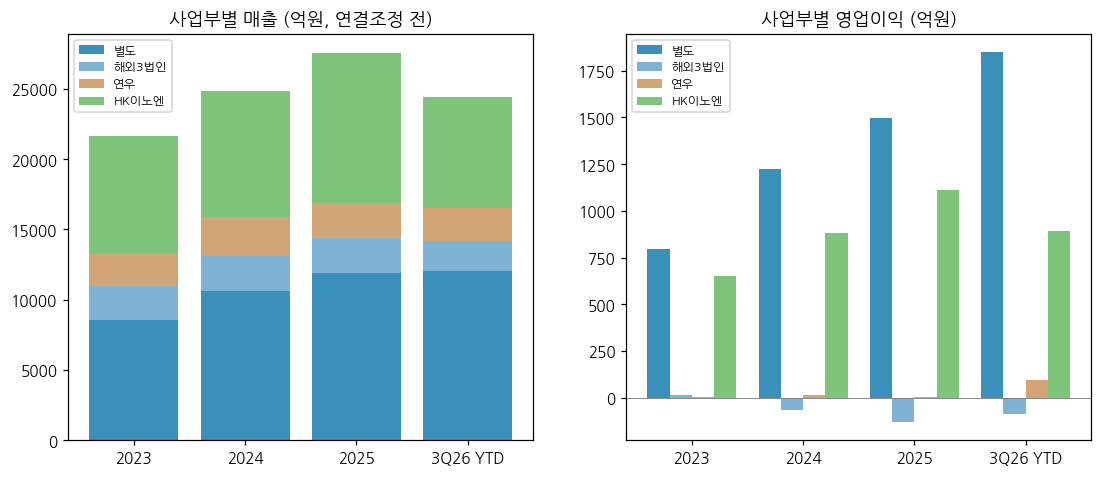 사업부별 매출 (억원, 연결조정 전)
별도
해외3법인
연우
HK이노엔
25000
20000
15000
10000
5000
0
2023
2024
2025
3Q26 YTD
사업부별 영업이익 (억원)
별도
해외3법인
연우
HK이노엔
1750
1500
1250
1000
750
500
250
0
2023
2024
2025
3Q26 YTD